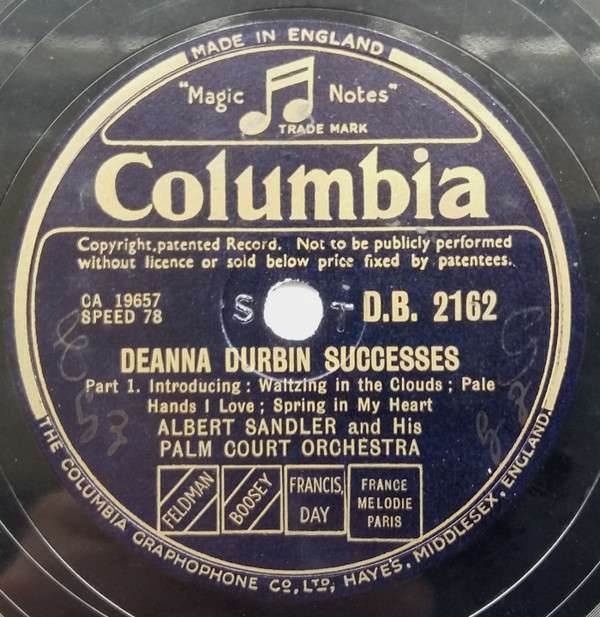 MADE IN ENGLAND
"Magic Notes"
TRADE MARK
Columbia
Copyright, patented Record. Not to be publicly performed
without licence or sold below price fixed by patentees.
CA 19657 S T D.B. 2162
SPEED 78
DEANNA DURBIN SUCCESSES
Part 1. Introducing: Waltzing in the Clouds; Pale
Hands I Love; Spring in My Heart
ALBERT SANDLER and His
PALM COURT ORCHESTRA
FELDMAN
BOOSEY
FRANCIS,
DAY
FRANCE
MELODIE
PARIS
THE COLUMBIA GRAPHOPHONE CO., LTD., HAYES, MIDDLESEX, ENGLAND.